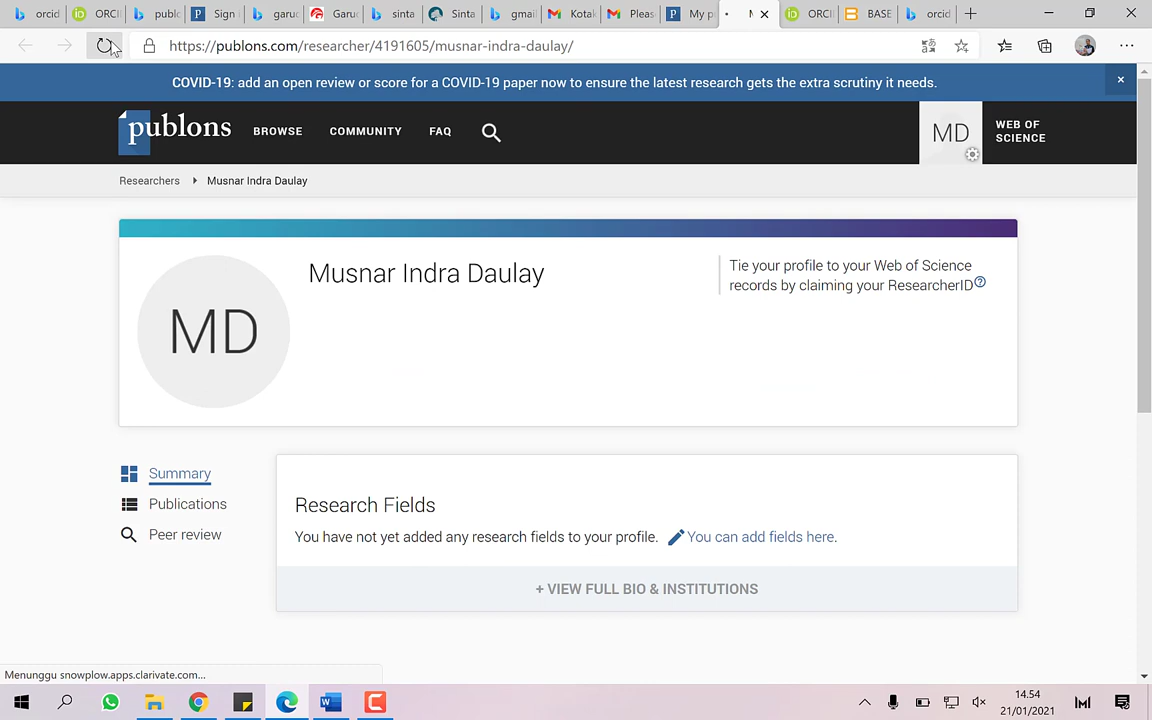 orcid
ORCI
publo
Sign
garu
Garu
sinta
Sinta
gmai
Kotak
Pleas
My p
M
ORCI
BASE
orcid
https://publons.com/researcher/4191605/musnar-indra-daulay/
COVID-19: add an open review or score for a COVID-19 paper now to ensure the latest research gets the extra scrutiny it needs.
publons
BROWSE
COMMUNITY
FAQ
MD
WEB OF
SCIENCE
Researchers
Musnar Indra Daulay
MD
Musnar Indra Daulay
Tie your profile to your Web of Science
records by claiming your ResearcherID
Summary
Publications
Peer review
Research Fields
You have not yet added any research fields to your profile. You can add fields here.
+ VIEW FULL BIO & INSTITUTIONS
Menunggu snowplow.apps.clarivate.com...
14.54
21/01/2021